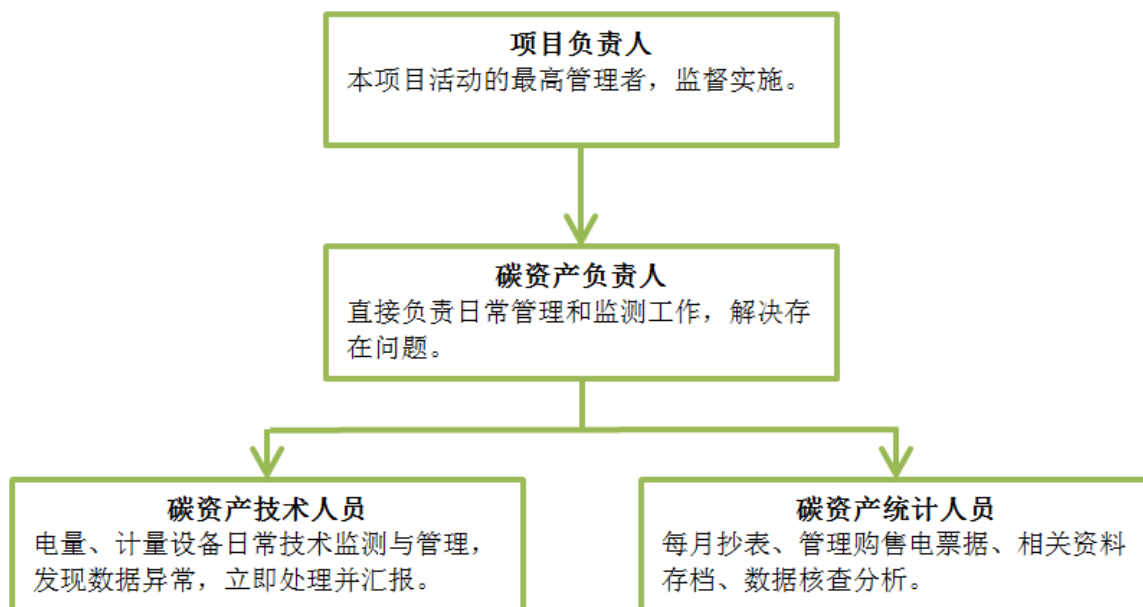 项目负责人
本项目活动的最高管理者，监督实施。
碳资产负责人
直接负责日常管理和监测工作，解决存
在问题。
碳资产技术人员
电量、计量设备日常技术监测与管理，
发现数据异常，立即处理并汇报。
碳资产统计人员
每月抄表、管理购售电票据、相关资料
存档、数据核查分析。